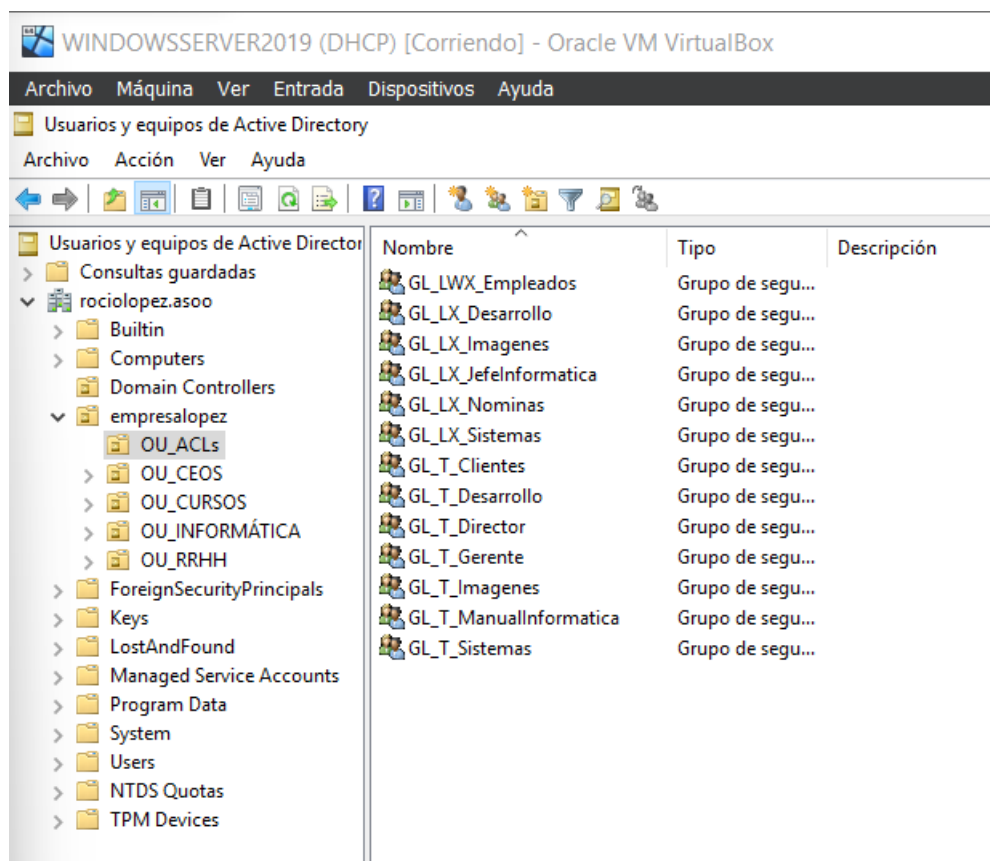 WINDOWSSERVER2019 (DHCP) [Corriendo] - Oracle VM VirtualBox
Archivo Máquina Ver Entrada Dispositivos Ayuda
Usuarios y equipos de Active Directory
Archivo Acción Ver Ayuda
Usuarios y equipos de Active Director
Consultas guardadas
rociolopez.asoo
Builtin
Computers
Domain Controllers
empresalopez
OU_ACLs
OU_CEOS
OU_CURSOS
OU_INFORMÁTICA
OU_RRHH
ForeignSecurityPrincipals
Keys
LostAndFound
Managed Service Accounts
Program Data
System
Users
NTDS Quotas
TPM Devices
Nombre Tipo Descripción
GL_LWX_Empleados Grupo de segu...
GL_LX_Desarrollo Grupo de segu...
GL_LX_Imagenes Grupo de segu...
GL_LX_JefeInformatica Grupo de segu...
GL_LX_Nominas Grupo de segu...
GL_LX_Sistemas Grupo de segu...
GL_T_Clientes Grupo de segu...
GL_T_Desarrollo Grupo de segu...
GL_T_Director Grupo de segu...
GL_T_Gerente Grupo de segu...
GL_T_Imagenes Grupo de segu...
GL_T_ManualInformatica Grupo de segu...
GL_T_Sistemas Grupo de segu...